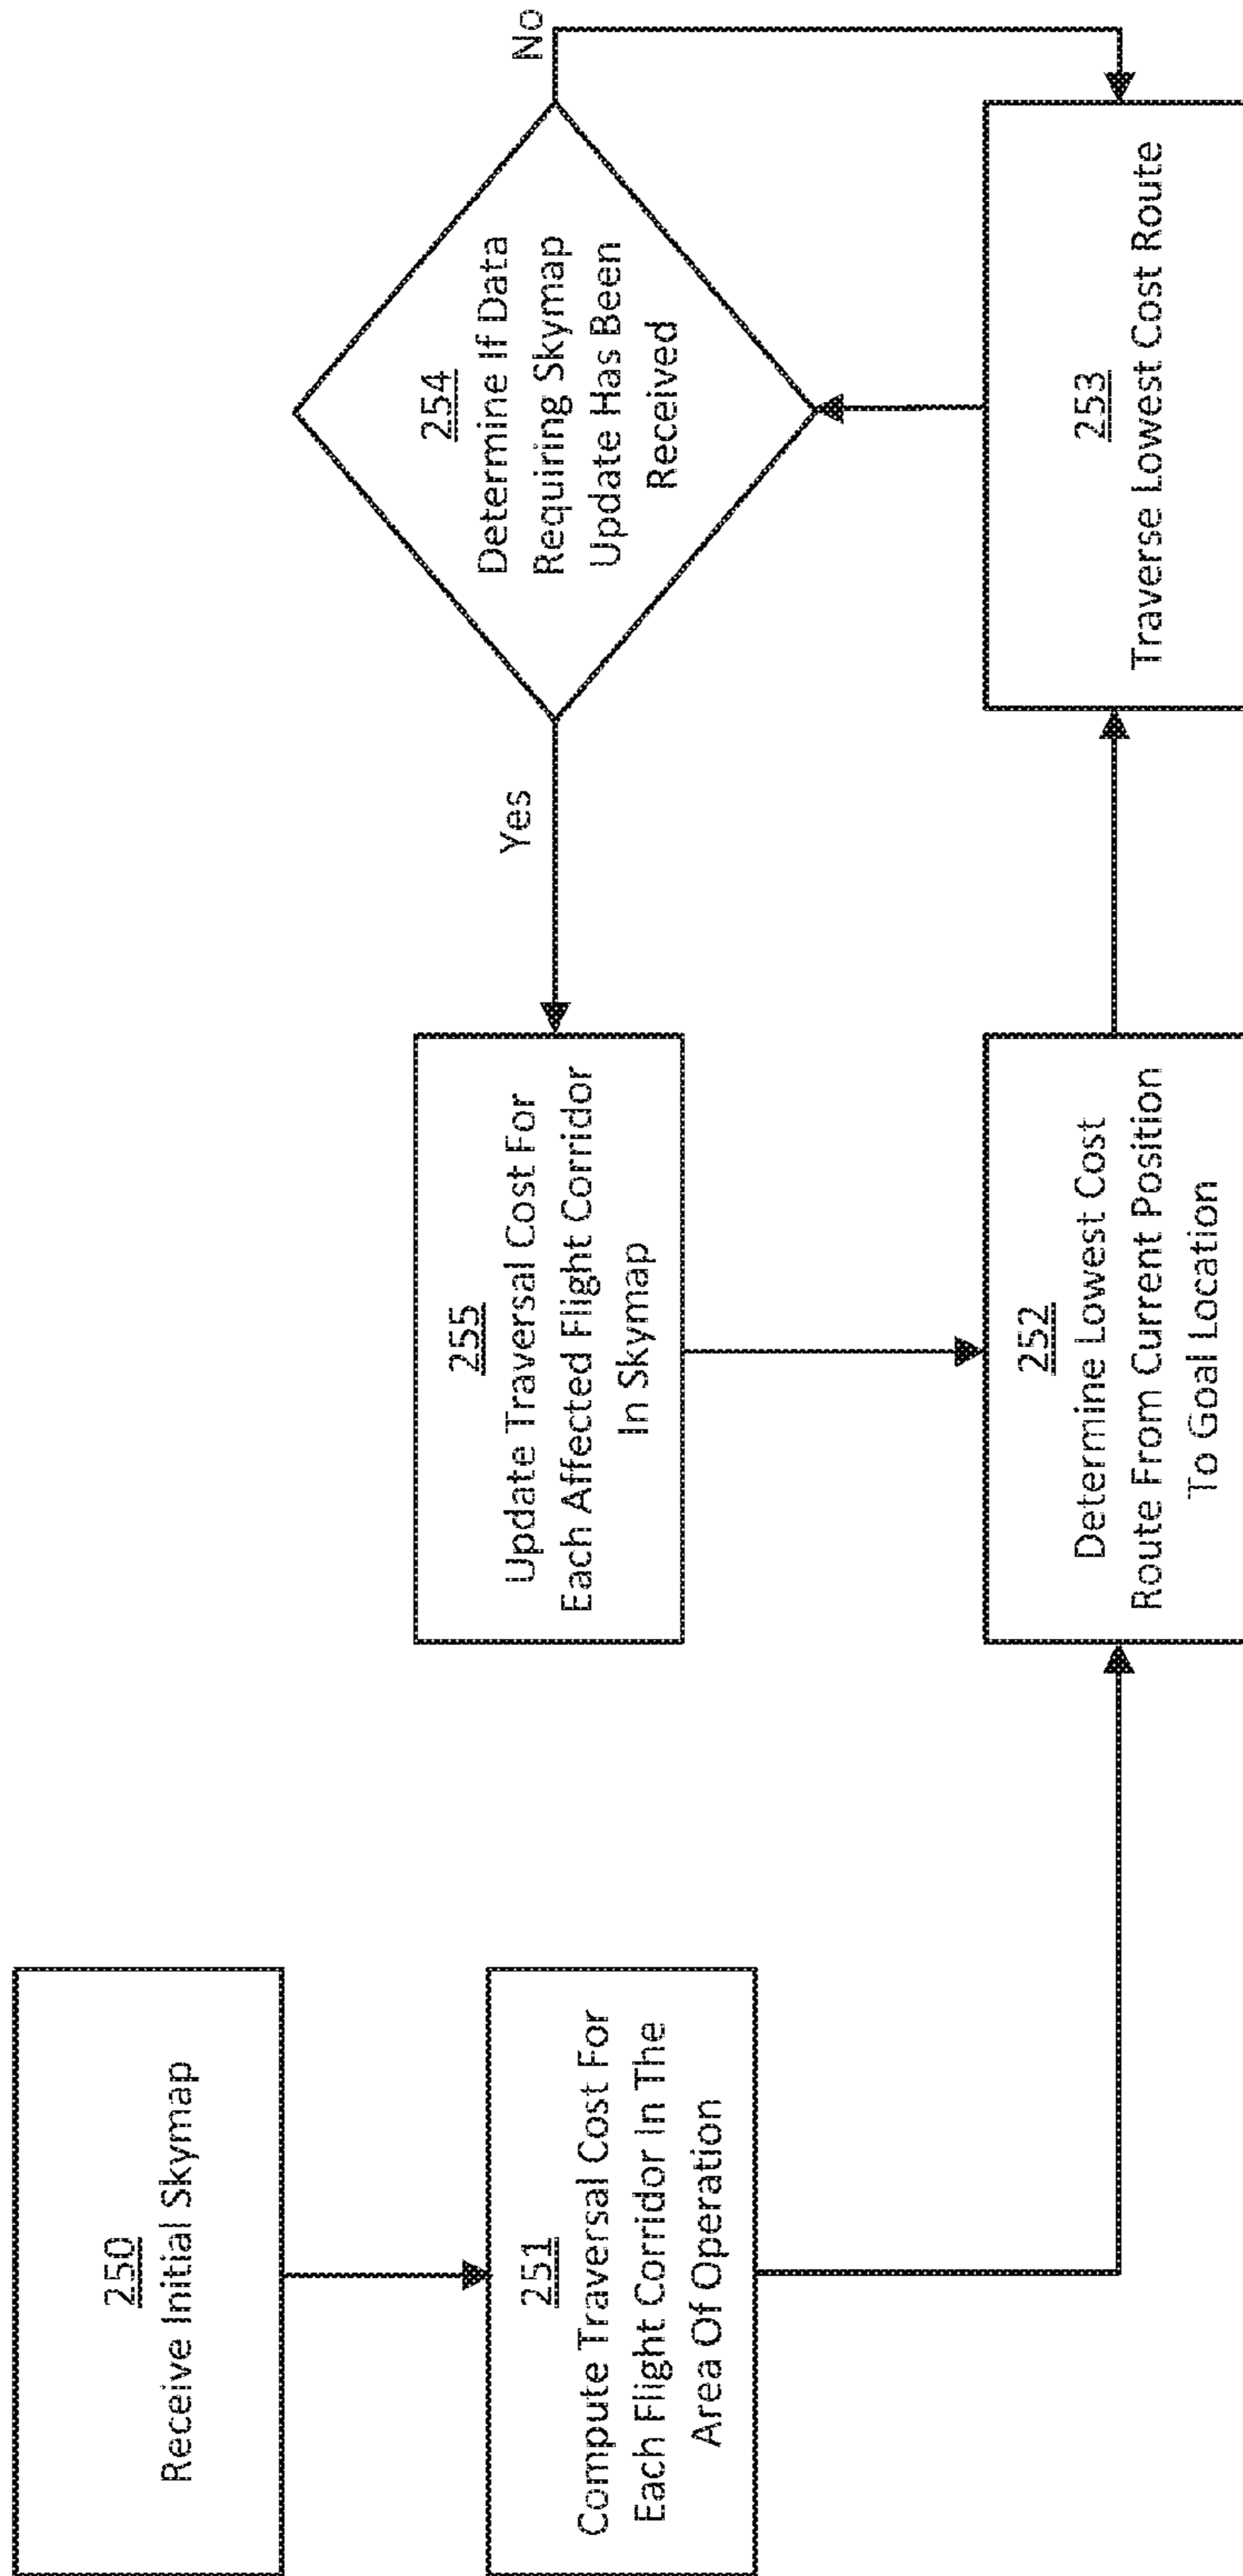 250
Receive Initial Skymap
251
Compute Traversal Cost For
Each Flight Corridor In The
Area Of Operation
252
Determine Lowest Cost
Route From Current Position
To Goal Location
253
Traverse Lowest Cost Route
254
Determine If Data
Requiring Skymap
Update Has Been
Received
No
Yes
255
Update Traversal Cost For
Each Affected Flight Corridor
In Skymap